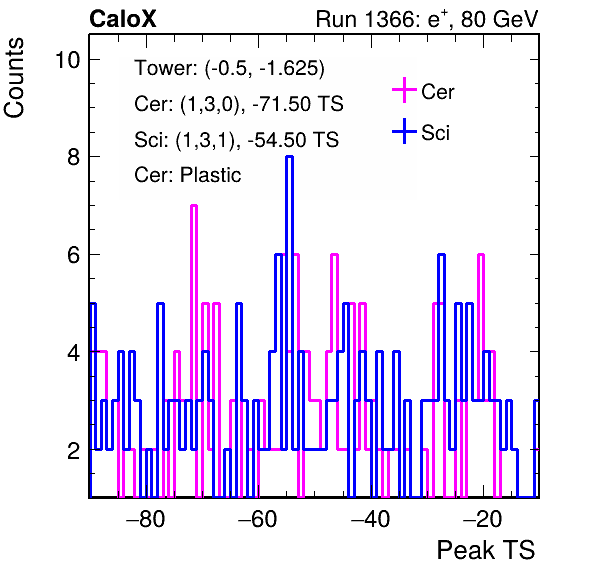 CaloX Run 1366: e⁺, 80 GeV
Counts
Tower: (-0.5, -1.625)
Cer: (1,3,0), -71.50 TS
Sci: (1,3,1), -54.50 TS
Cer: Plastic
Cer
Sci
10
8
6
4
2
−80 −60 −40 −20
Peak TS